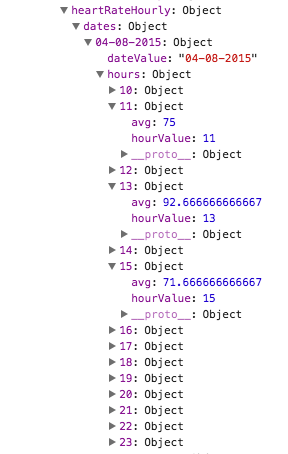 heartRateHourly: Object
dates: Object
04-08-2015: Object
dateValue: "04-08-2015"
hours: Object
10: Object
11: Object
avg: 75
hourValue: 11
__proto__: Object
12: Object
13: Object
avg: 92.666666666667
hourValue: 13
__proto__: Object
14: Object
15: Object
avg: 71.666666666667
hourValue: 15
__proto__: Object
16: Object
17: Object
18: Object
19: Object
20: Object
21: Object
22: Object
23: Object